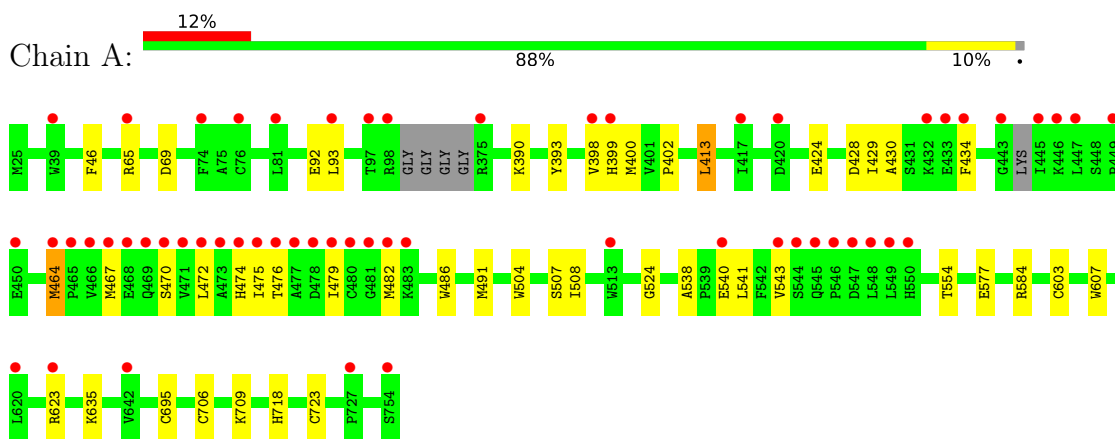 12%
Chain A:
88% 10% •
M25 W39 F46 R65 D69 F74 A75 C76 L81 E92 L93 T97 R98 GLY GLY GLY GLY R375 K390 Y393 V398 H399 M400 V401 P402 L413 I417 D420 E424 D428 I429 A430 S431 K432 E433 F434 G443 LYS I445 K446 L447 S448
E450 M464 P465 V466 M467 E468 Q469 S470 V471 L472 A473 H474 I475 T476 A477 D478 I479 C480 G481 M482 K483 W486 M491 W504 S507 I508 W513 G524 A538 P539 E540 L541 F542 V543 S544 Q545 P546 D547 L548 L549 H550 T554 E577 R584 C603 W607
L620 R623 K635 V642 C695 C706 K709 H718 C723 P727 S754